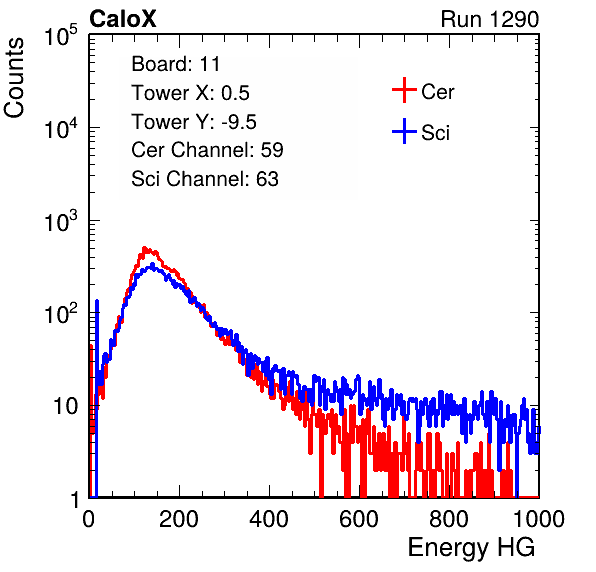 CaloX Run 1290
Counts
10^5
10^4
10^3
10^2
10
1
Board: 11
Tower X: 0.5
Tower Y: -9.5
Cer Channel: 59
Sci Channel: 63
Cer
Sci
0 200 400 600 800 1000
Energy HG